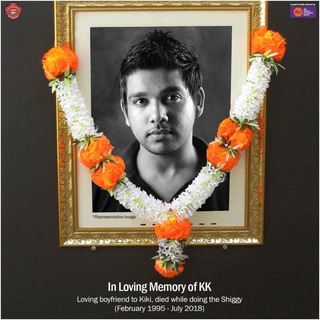 *Representative Image
In Loving Memory of KK
Loving boyfriend to Kiki, died while doing the Shiggy
(February 1995 - July 2018)